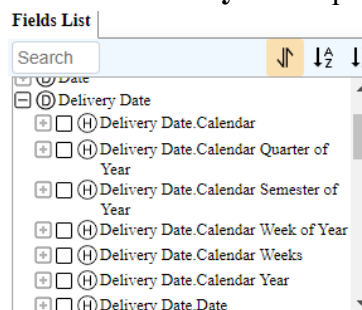 y
Fields List
Search
A
Z
D Date
D Delivery Date
H Delivery Date.Calendar
H Delivery Date.Calendar Quarter of
Year
H Delivery Date.Calendar Semester of
Year
H Delivery Date.Calendar Week of Year
H Delivery Date.Calendar Weeks
H Delivery Date.Calendar Year
H Delivery Date.Date